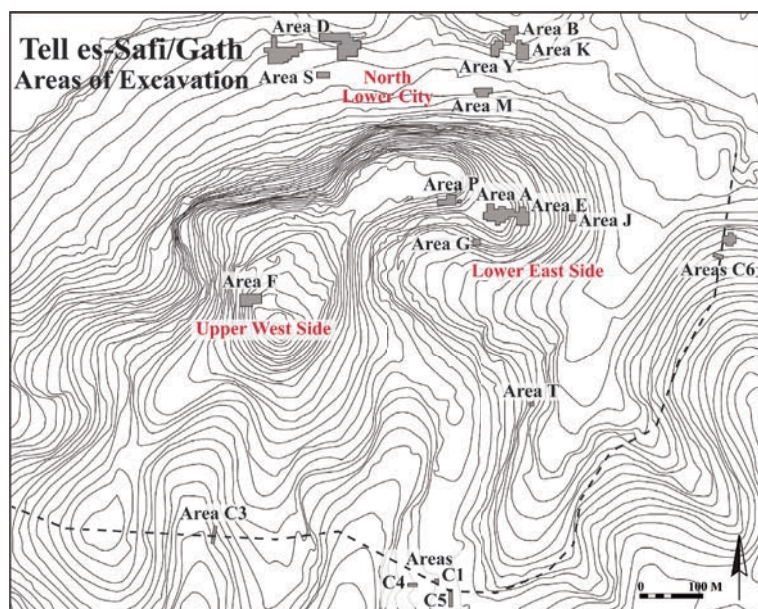 Tell es-Safi/Gath
Areas of Excavation
Area D
Area B
Area K
Area Y
Area S
North
Lower City
Area M
Area P
Area A
Area E
Area J
Area G
Lower East Side
Areas C6
Area F
Upper West Side
Area T
Area C3
Areas
C4
C1
C5
0
100 M